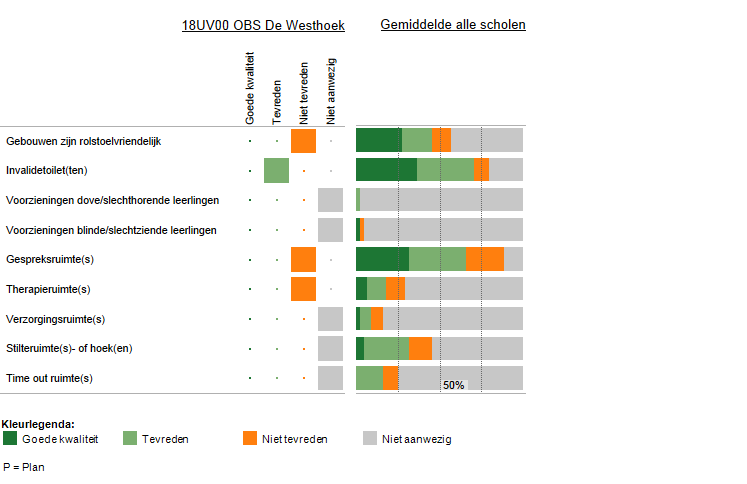 18UV00 OBS De Westhoek
Gemiddelde alle scholen
Goede kwaliteit
Tevreden
Niet tevreden
Niet aanwezig
Gebouwen zijn rolstoelvriendelijk
Invalidetoilet(ten)
Voorzieningen dove/slechthorende leerlingen
Voorzieningen blinde/slechtziende leerlingen
Gespreksruimte(s)
Therapieruimte(s)
Verzorgingsruimte(s)
Stilteruimte(s)- of hoek(en)
Time out ruimte(s)
50%
Kleurlegenda:
Goede kwaliteit
Tevreden
Niet tevreden
Niet aanwezig
P = Plan